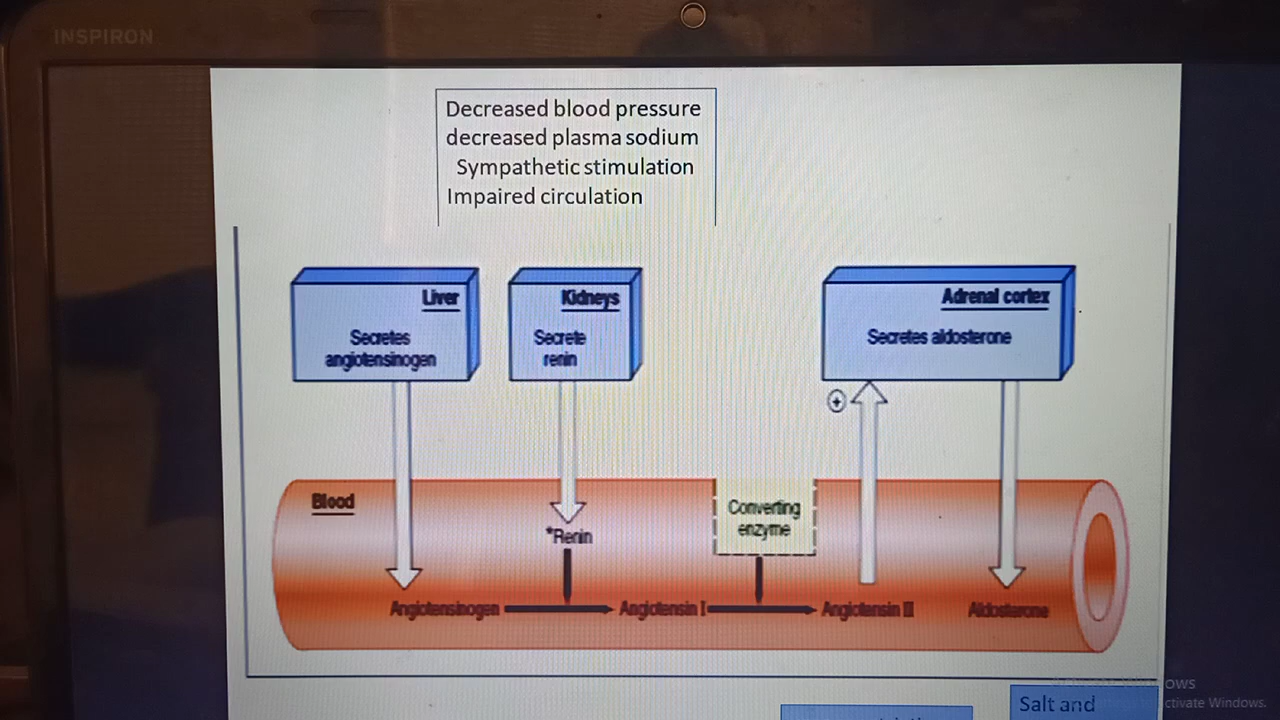 INSPIRON
Decreased blood pressure
decreased plasma sodium
Sympathetic stimulation
Impaired circulation
Liver
Secretes
angiotensinogen
Kidneys
Secrete
renin
Adrenal cortex
Secretes aldosterone
+
Blood
Converting
enzyme
*Renin
Angiotensinogen
Angiotensin I
Angiotensin II
Aldosterone
Salt and